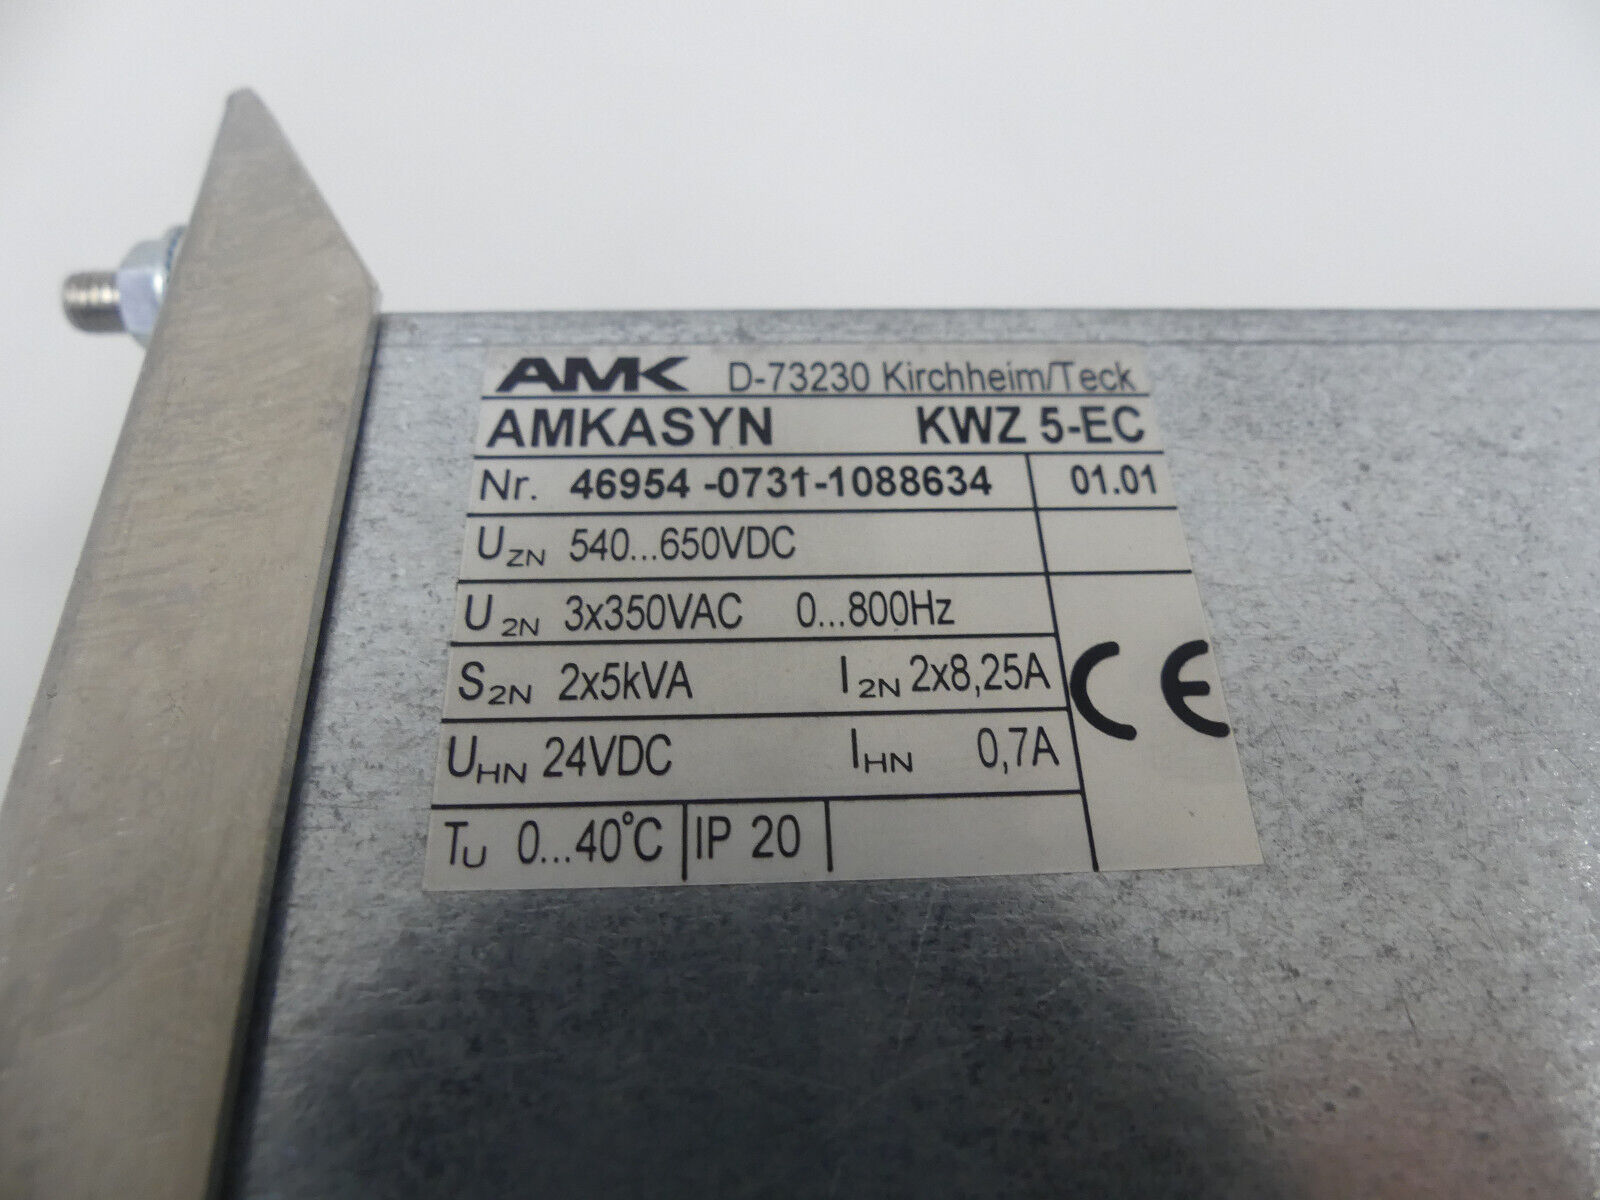 AMK D-73230 Kirchheim/Teck
AMKASYN KWZ 5-EC
Nr. 46954 -0731-1088634 01.01
UZN 540...650VDC
U2N 3x350VAC 0...800Hz
S2N 2x5kVA I2N 2x8,25A
UHN 24VDC IHN 0,7A
CE
TU 0...40°C IP 20